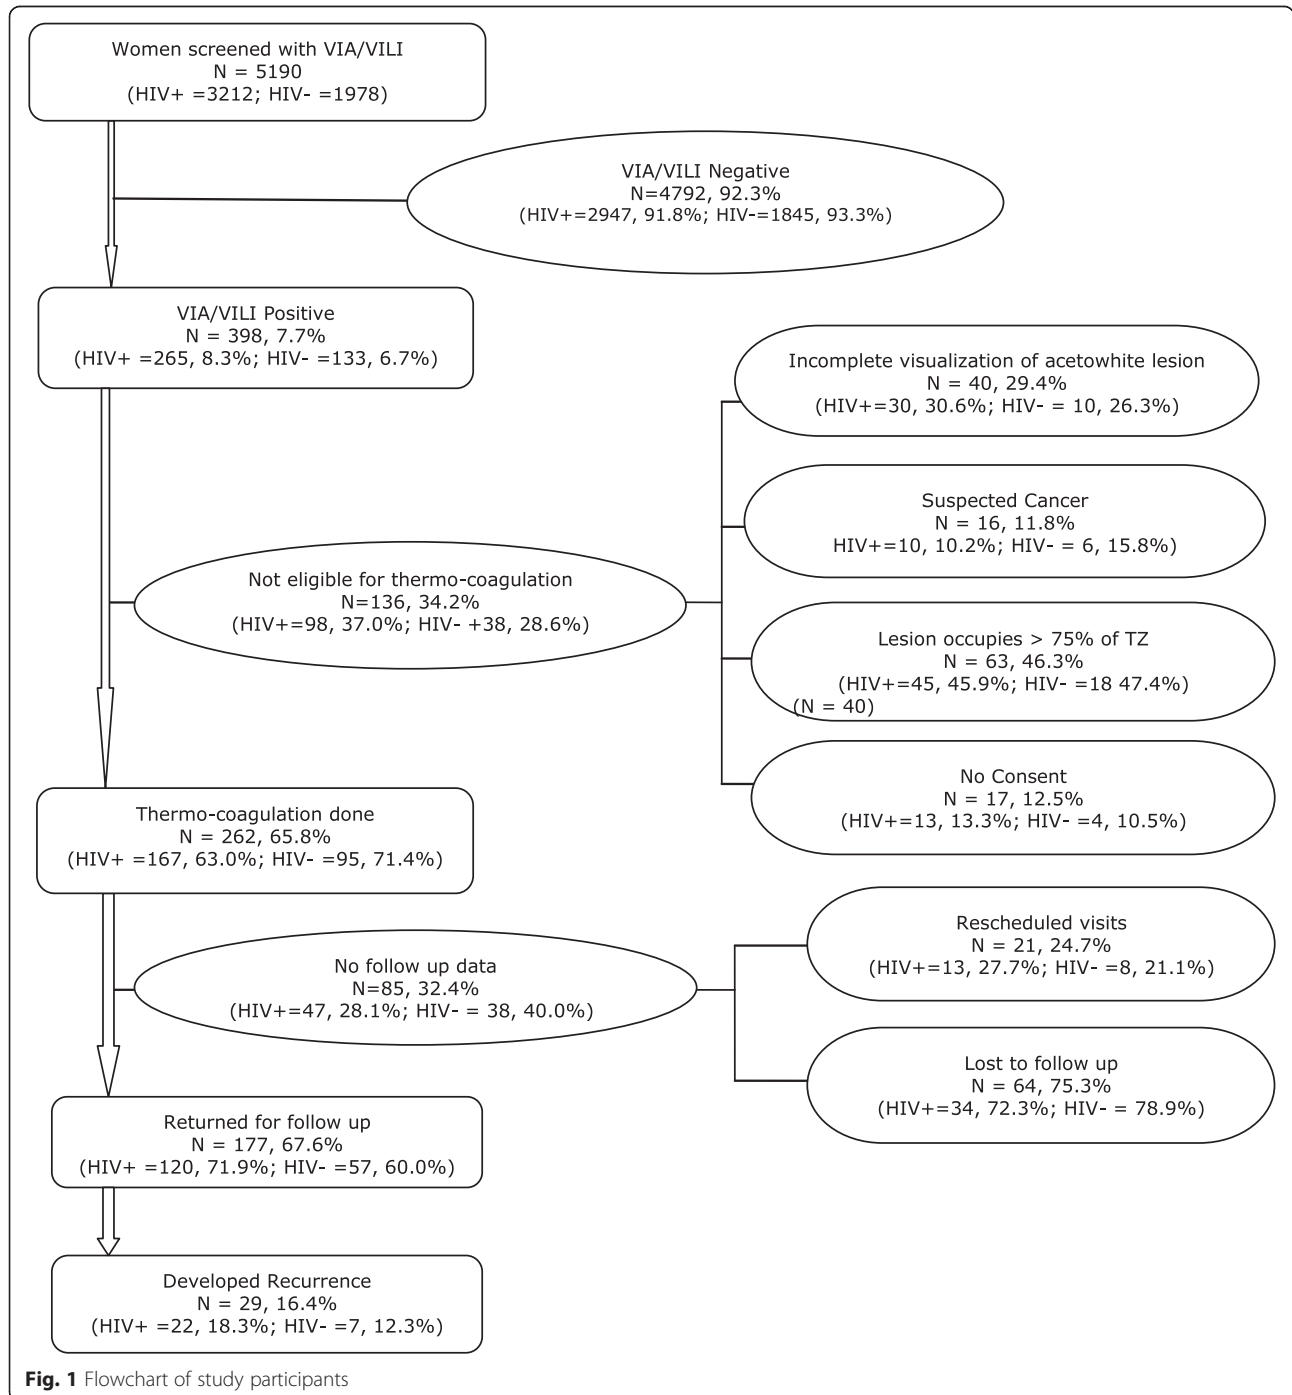 Women screened with VIA/VILI
N = 5190
(HIV+ =3212; HIV- =1978)
VIA/VILI Negative
N=4792, 92.3%
(HIV+=2947, 91.8%; HIV-=1845, 93.3%)
VIA/VILI Positive
N = 398, 7.7%
(HIV+ =265, 8.3%; HIV- =133, 6.7%)
Incomplete visualization of acetowhite lesion
N = 40, 29.4%
(HIV+=30, 30.6%; HIV- = 10, 26.3%)
Suspected Cancer
N = 16, 11.8%
HIV+=10, 10.2%; HIV- = 6, 15.8%)
Not eligible for thermo-coagulation
N=136, 34.2%
(HIV+=98, 37.0%; HIV- +38, 28.6%)
Lesion occupies > 75% of TZ
N = 63, 46.3%
(HIV+=45, 45.9%; HIV- =18 47.4%)
(N = 40)
No Consent
N = 17, 12.5%
(HIV+=13, 13.3%; HIV- =4, 10.5%)
Thermo-coagulation done
N = 262, 65.8%
(HIV+ =167, 63.0%; HIV- =95, 71.4%)
Rescheduled visits
N = 21, 24.7%
(HIV+=13, 27.7%; HIV- =8, 21.1%)
No follow up data
N=85, 32.4%
(HIV+=47, 28.1%; HIV- = 38, 40.0%)
Lost to follow up
N = 64, 75.3%
(HIV+=34, 72.3%; HIV- = 78.9%)
Returned for follow up
N = 177, 67.6%
(HIV+ =120, 71.9%; HIV- =57, 60.0%)
Developed Recurrence
N = 29, 16.4%
(HIV+ =22, 18.3%; HIV- =7, 12.3%)
Fig. 1 Flowchart of study participants